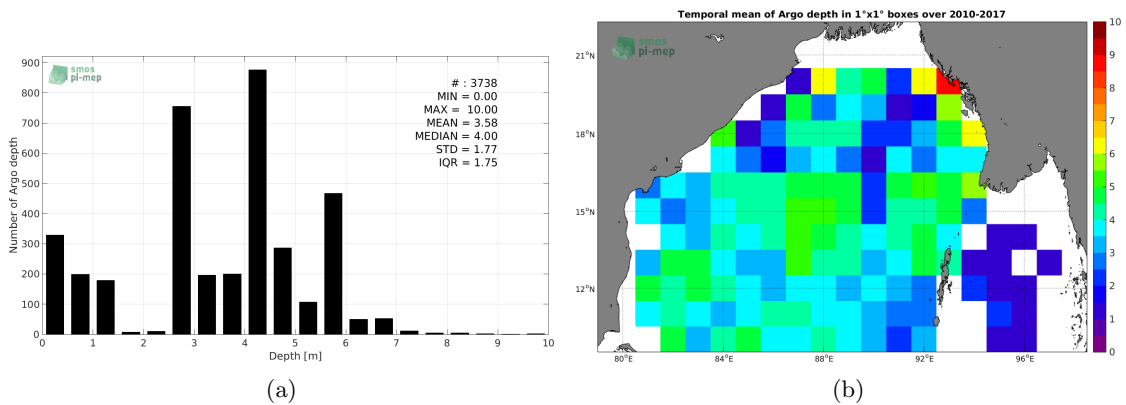 smos
pi-mep
# : 3738
MIN = 0.00
MAX = 10.00
MEAN = 3.58
MEDIAN = 4.00
STD = 1.77
IQR = 1.75
Number of Argo depth
900
800
700
600
500
400
300
200
100
0
0 1 2 3 4 5 6 7 8 9 10
Depth [m]
(a)
Temporal mean of Argo depth in 1°x1° boxes over 2010-2017
smos
pi-mep
21°N
18°N
15°N
12°N
80°E 84°E 88°E 92°E 96°E
10
9
8
7
6
5
4
3
2
1
0
(b)